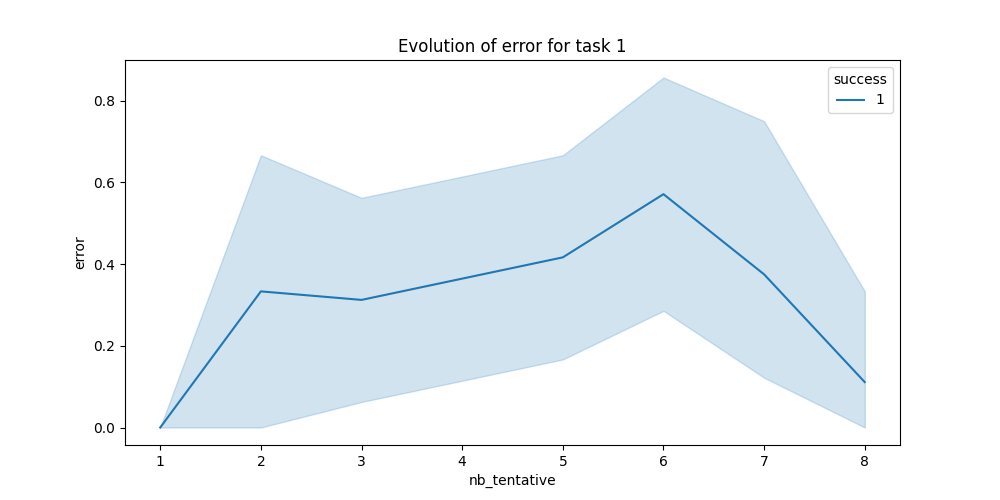 Evolution of error for task 1
success
1
error
0.8
0.6
0.4
0.2
0.0
1 2 3 4 5 6 7 8
nb_tentative